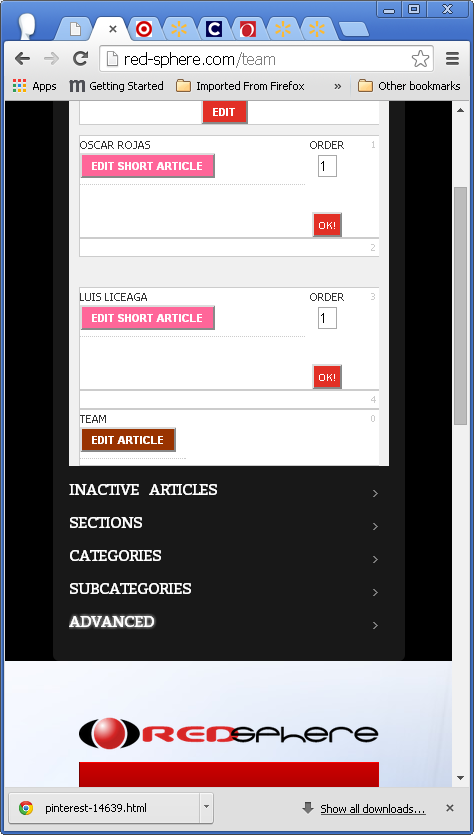 red-sphere.com/team
Apps Getting Started Imported From Firefox » Other bookmarks
EDIT
OSCAR ROJAS ORDER 1
EDIT SHORT ARTICLE 1
OK!
2
LUIS LICEAGA ORDER 3
EDIT SHORT ARTICLE 1
OK!
4
TEAM 0
EDIT ARTICLE
INACTIVE ARTICLES
SECTIONS
CATEGORIES
SUBCATEGORIES
ADVANCED
REDSPHERE
pinterest-14639.html Show all downloads...